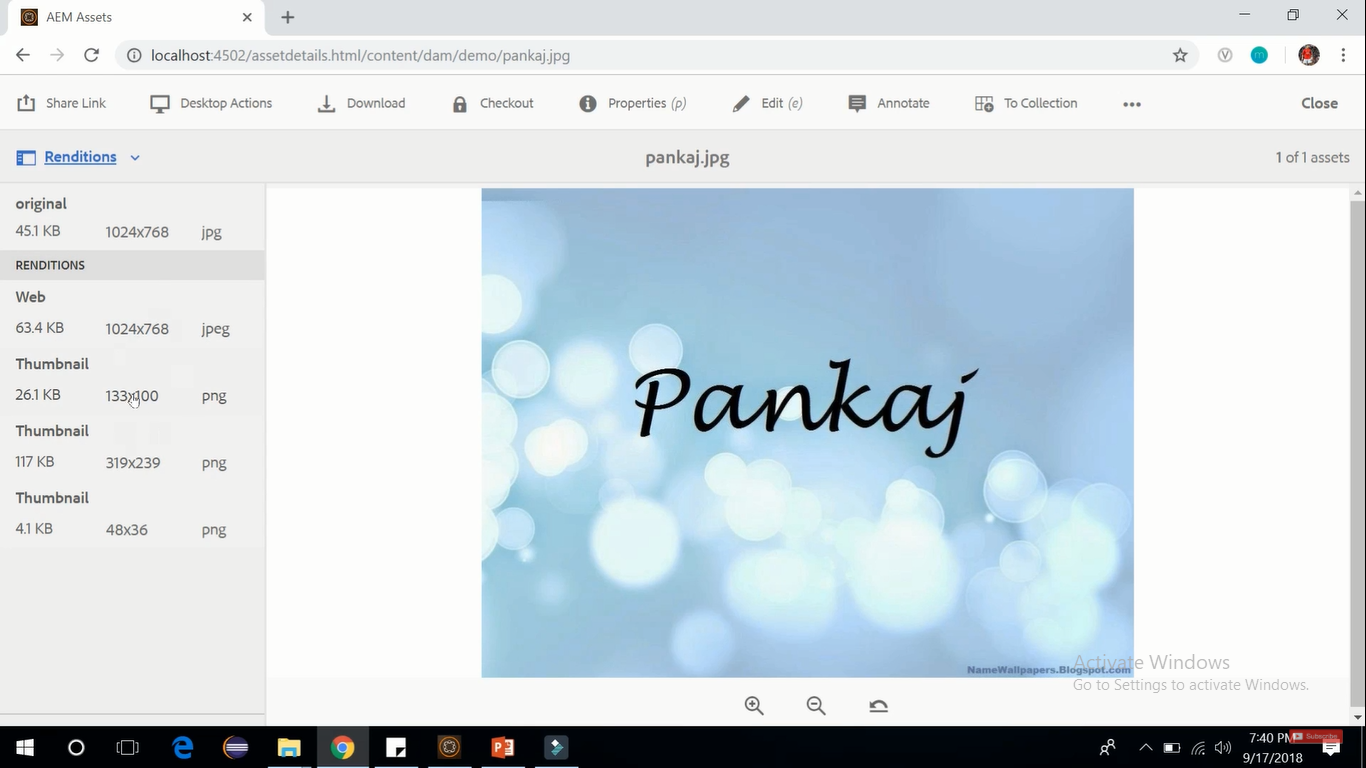 AEM Assets
localhost:4502/assetdetails.html/content/dam/demo/pankaj.jpg
Share Link Desktop Actions Download Checkout Properties (p) Edit (e) Annotate To Collection Close
Renditions pankaj.jpg 1 of 1 assets
original
45.1 KB 1024x768 jpg
RENDITIONS
Web
63.4 KB 1024x768 jpeg
Thumbnail
26.1 KB 133x100 png
Thumbnail
117 KB 319x239 png
Thumbnail
4.1 KB 48x36 png
Pankaj
NameWallpapers.Blogspot.com
Activate Windows
Go to Settings to activate Windows.
7:40 PM
Subscribe
9/17/2018